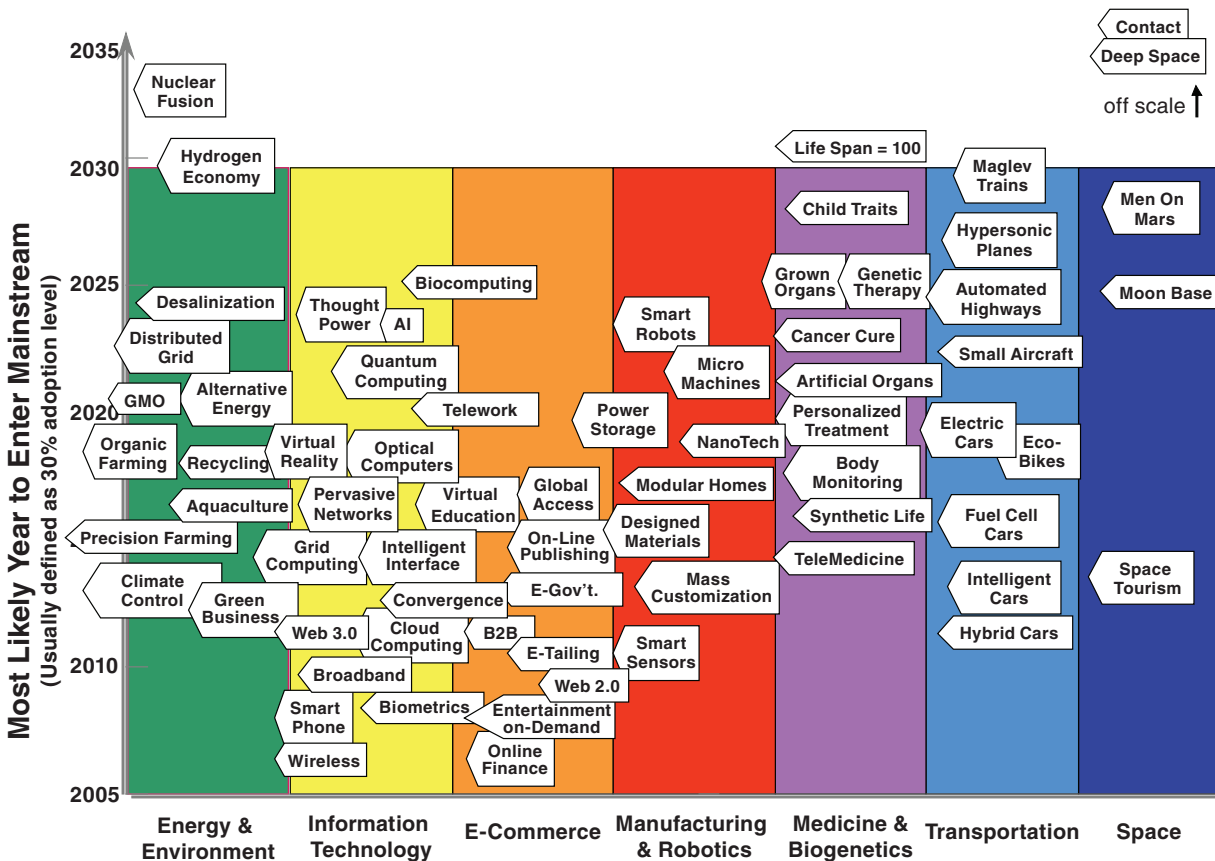 Most Likely Year to Enter Mainstream
(Usually defined as 30% adoption level)
2035
2030
2025
2020
2010
2005
Contact
Deep Space
off scale
Nuclear
Fusion
Hydrogen
Economy
Desalinization
Distributed
Grid
GMO
Alternative
Energy
Organic
Farming
Recycling
Aquaculture
Precision Farming
Climate
Control
Green
Business
Thought
Power
AI
Quantum
Computing
Virtual
Reality
Optical
Computers
Pervasive
Networks
Grid
Computing
Intelligent
Interface
Convergence
Web 3.0
Cloud
Computing
Broadband
Smart
Phone
Biometrics
Wireless
Biocomputing
Telework
Virtual
Education
Global
Access
On-Line
Publishing
E-Gov't.
B2B
E-Tailing
Web 2.0
Entertainment
on-Demand
Online
Finance
Smart
Robots
Micro
Machines
Power
Storage
NanoTech
Modular Homes
Designed
Materials
Mass
Customization
Smart
Sensors
Life Span = 100
Child Traits
Grown
Organs
Genetic
Therapy
Cancer Cure
Artificial Organs
Personalized
Treatment
Body
Monitoring
Synthetic Life
TeleMedicine
Maglev
Trains
Hypersonic
Planes
Automated
Highways
Small Aircraft
Electric
Cars
Eco-
Bikes
Fuel Cell
Cars
Intelligent
Cars
Hybrid Cars
Men On
Mars
Moon Base
Space
Tourism
Energy &
Environment
Information
Technology
E-Commerce
Manufacturing
& Robotics
Medicine &
Biogenetics
Transportation
Space